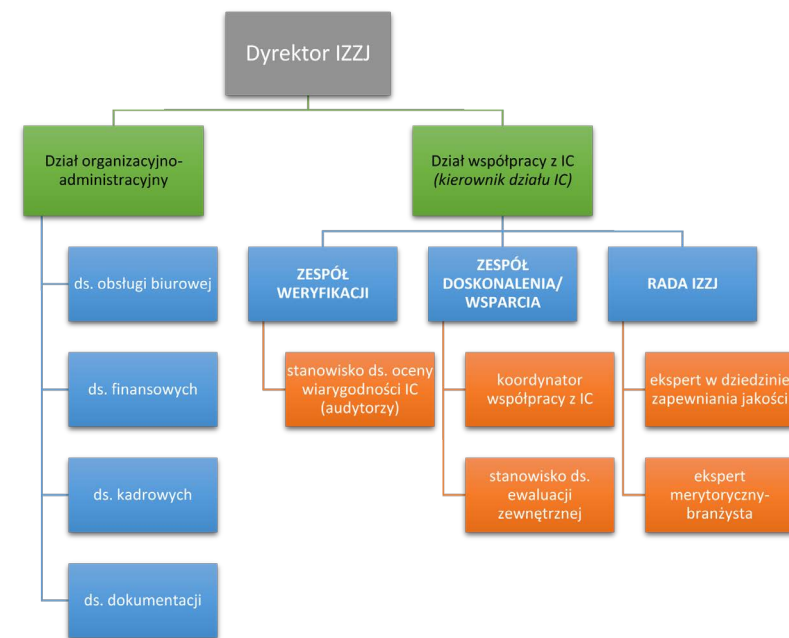 Dyrektor IZZJ
Dział organizacyjno-
administracyjny
Dział współpracy z IC
(kierownik działu IC)
ds. obsługi biurowej
ds. finansowych
ds. kadrowych
ds. dokumentacji
ZESPÓŁ
WERYFIKACJI
stanowisko ds. oceny
wiarygodności IC
(audytorzy)
ZESPÓŁ
DOSKONALENIA/
WSPARCIA
koordynator
współpracy z IC
stanowisko ds.
ewaluacji
zewnętrznej
RADA IZZJ
ekspert w dziedzinie
zapewniania jakości
ekspert
merytoryczny-
branżysta